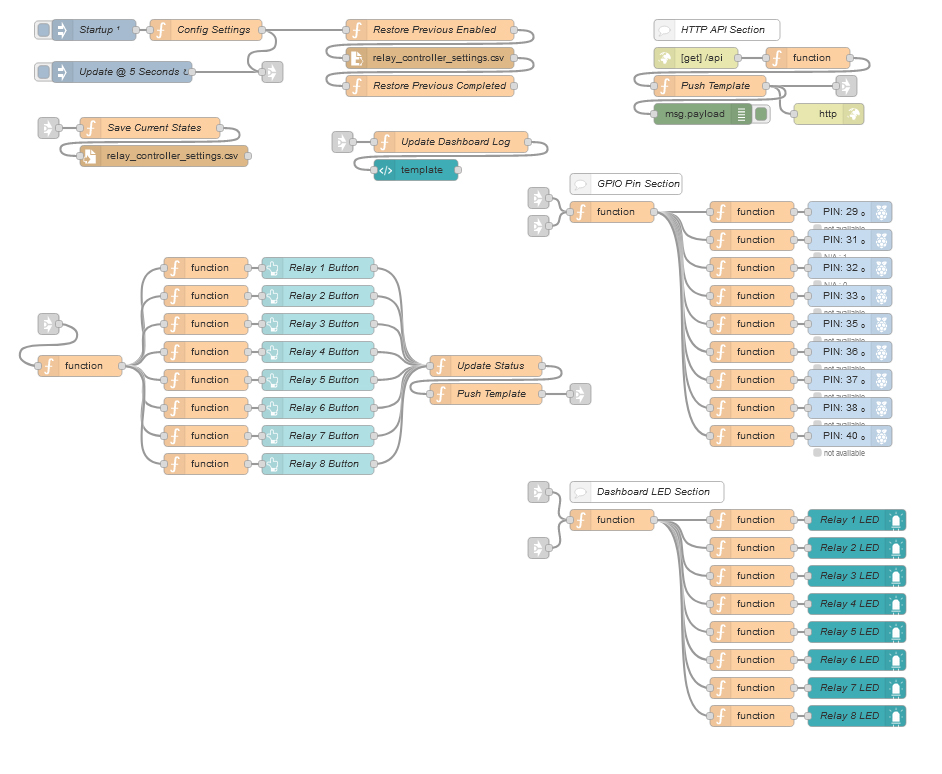 Startup ¹
Config Settings
Restore Previous Enabled
HTTP API Section
relay_controller_settings.csv
[get] /api
function
Update @ 5 Seconds ↻
Restore Previous Completed
Push Template
msg.payload
http
Save Current States
relay_controller_settings.csv
Update Dashboard Log
template
GPIO Pin Section
function
function
PIN: 29
not available
function
PIN: 31
N/A : 1
function
PIN: 32
N/A : 0
function
PIN: 33
not available
function
PIN: 35
not available
function
PIN: 36
not available
function
PIN: 37
not available
function
PIN: 38
not available
function
PIN: 40
not available
function
function
Relay 1 Button
function
Relay 2 Button
function
Relay 3 Button
function
Relay 4 Button
function
Relay 5 Button
function
Relay 6 Button
function
Relay 7 Button
function
Relay 8 Button
Update Status
Push Template
Dashboard LED Section
function
function
Relay 1 LED
function
Relay 2 LED
function
Relay 3 LED
function
Relay 4 LED
function
Relay 5 LED
function
Relay 6 LED
function
Relay 7 LED
function
Relay 8 LED